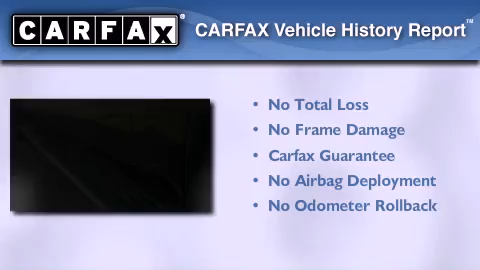 CARFAX® CARFAX Vehicle History Report™
• No Total Loss
• No Frame Damage
• Carfax Guarantee
• No Airbag Deployment
• No Odometer Rollback